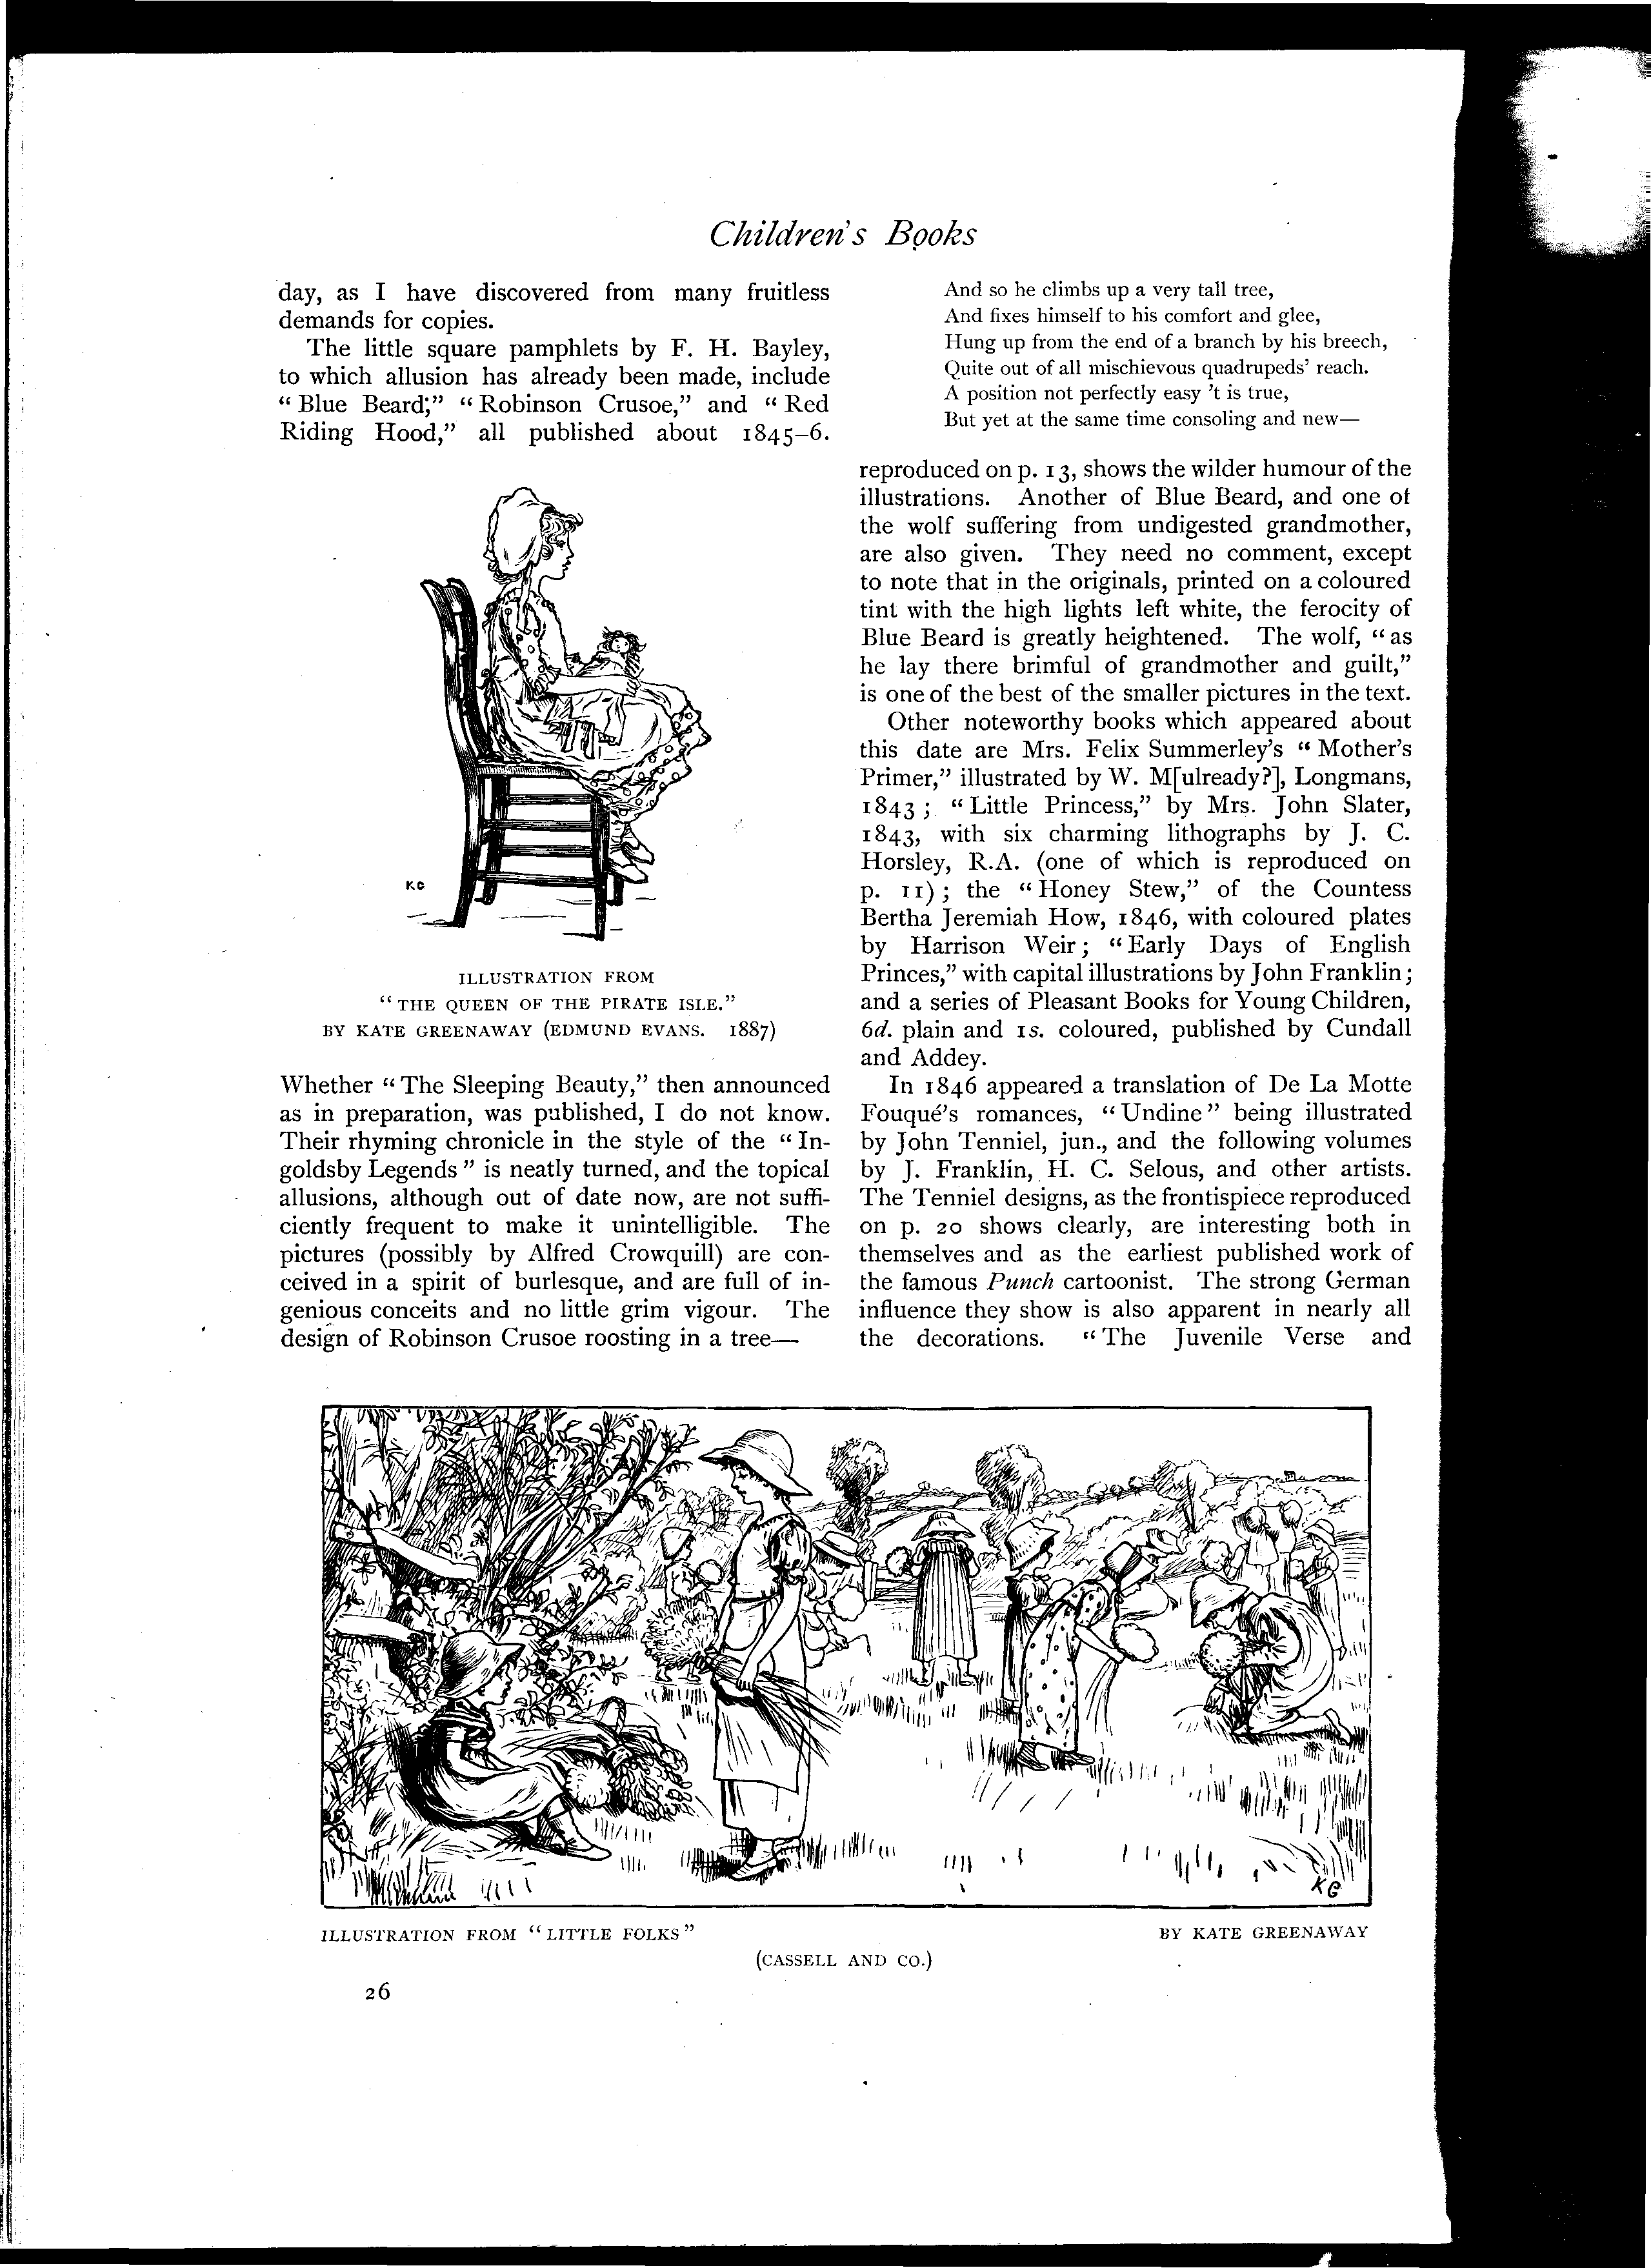 Children's Books
day, as I have discovered from many fruitless
demands for copies.
The little square pamphlets by F. H. Bayley,
to which allusion has already been made, include
“Blue Beard;” “Robinson Crusoe,” and “Red
Riding Hood,” all published about 1845–6.
KG
ILLUSTRATION FROM
“THE QUEEN OF THE PIRATE ISLE.”
BY KATE GREENAWAY (EDMUND EVANS. 1887)
Whether “The Sleeping Beauty,” then announced
as in preparation, was published, I do not know.
Their rhyming chronicle in the style of the “In-
goldsby Legends” is neatly turned, and the topical
allusions, although out of date now, are not suffi-
ciently frequent to make it unintelligible. The
pictures (possibly by Alfred Crowquill) are con-
ceived in a spirit of burlesque, and are full of in-
genious conceits and no little grim vigour. The
design of Robinson Crusoe roosting in a tree—
And so he climbs up a very tall tree,
And fixes himself to his comfort and glee,
Hung up from the end of a branch by his breech,
Quite out of all mischievous quadrupeds’ reach.
A position not perfectly easy ’t is true,
But yet at the same time consoling and new—
reproduced on p. 13, shows the wilder humour of the
illustrations. Another of Blue Beard, and one of
the wolf suffering from undigested grandmother,
are also given. They need no comment, except
to note that in the originals, printed on a coloured
tint with the high lights left white, the ferocity of
Blue Beard is greatly heightened. The wolf, “as
he lay there brimful of grandmother and guilt,”
is one of the best of the smaller pictures in the text.
Other noteworthy books which appeared about
this date are Mrs. Felix Summerley’s “Mother’s
Primer,” illustrated by W. M[ulready?], Longmans,
1843; “Little Princess,” by Mrs. John Slater,
1843, with six charming lithographs by J. C.
Horsley, R.A. (one of which is reproduced on
p. 11); the “Honey Stew,” of the Countess
Bertha Jeremiah How, 1846, with coloured plates
by Harrison Weir; “Early Days of English
Princes,” with capital illustrations by John Franklin;
and a series of Pleasant Books for Young Children,
6d. plain and 1s. coloured, published by Cundall
and Addey.
In 1846 appeared a translation of De La Motte
Fouqué’s romances, “Undine” being illustrated
by John Tenniel, jun., and the following volumes
by J. Franklin, H. C. Selous, and other artists.
The Tenniel designs, as the frontispiece reproduced
on p. 20 shows clearly, are interesting both in
themselves and as the earliest published work of
the famous Punch cartoonist. The strong German
influence they show is also apparent in nearly all
the decorations. “The Juvenile Verse and
KG
ILLUSTRATION FROM “LITTLE FOLKS”
BY KATE GREENAWAY
(CASSELL AND CO.)
26